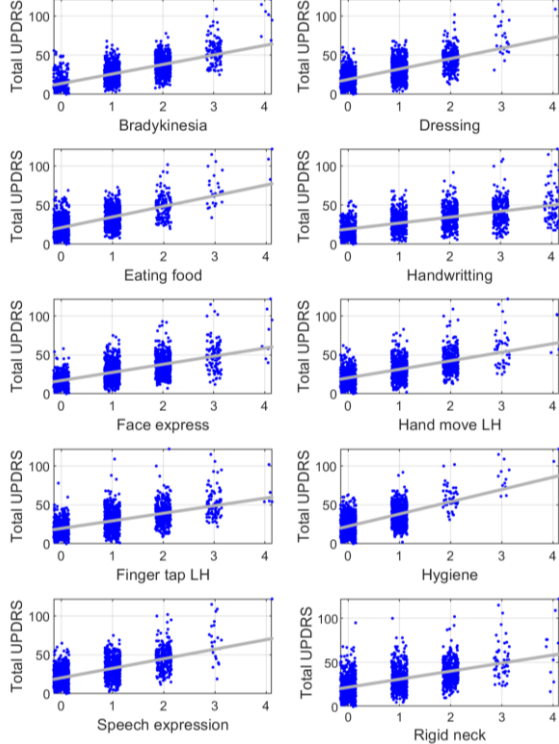 Total UPDRS
100
50
0
0 1 2 3 4
Bradykinesia
Total UPDRS
100
50
0
0 1 2 3 4
Dressing
Total UPDRS
100
50
0
0 1 2 3 4
Eating food
Total UPDRS
100
50
0
0 1 2 3 4
Handwritting
Total UPDRS
100
50
0
0 1 2 3 4
Face express
Total UPDRS
100
50
0
0 1 2 3 4
Hand move LH
Total UPDRS
100
50
0
0 1 2 3 4
Finger tap LH
Total UPDRS
100
50
0
0 1 2 3 4
Hygiene
Total UPDRS
100
50
0
0 1 2 3 4
Speech expression
Total UPDRS
100
50
0
0 1 2 3 4
Rigid neck